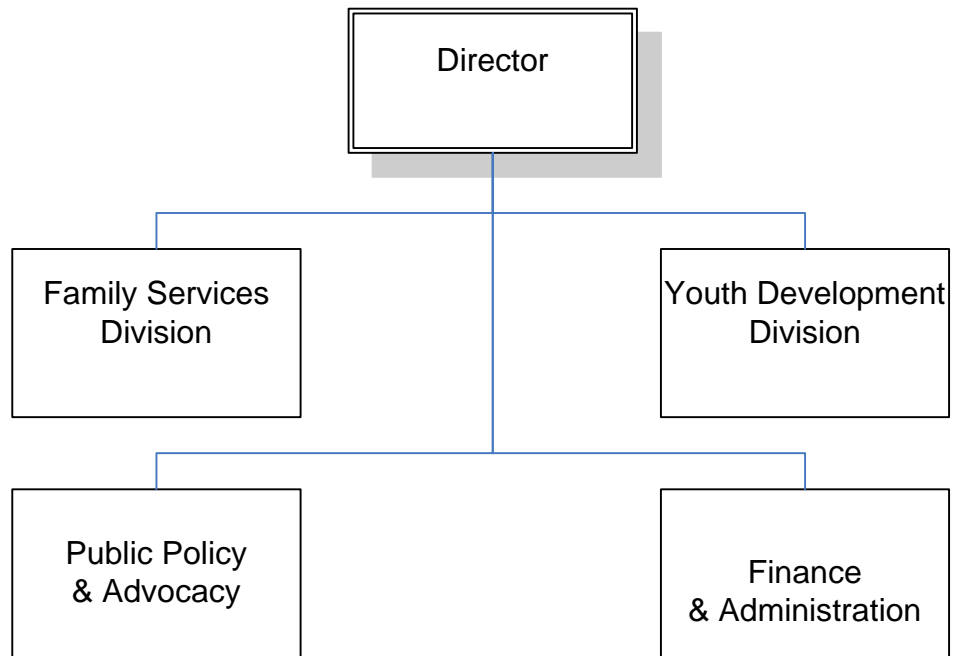 Director
Family Services
Division
Youth Development
Division
Public Policy
& Advocacy
Finance
& Administration